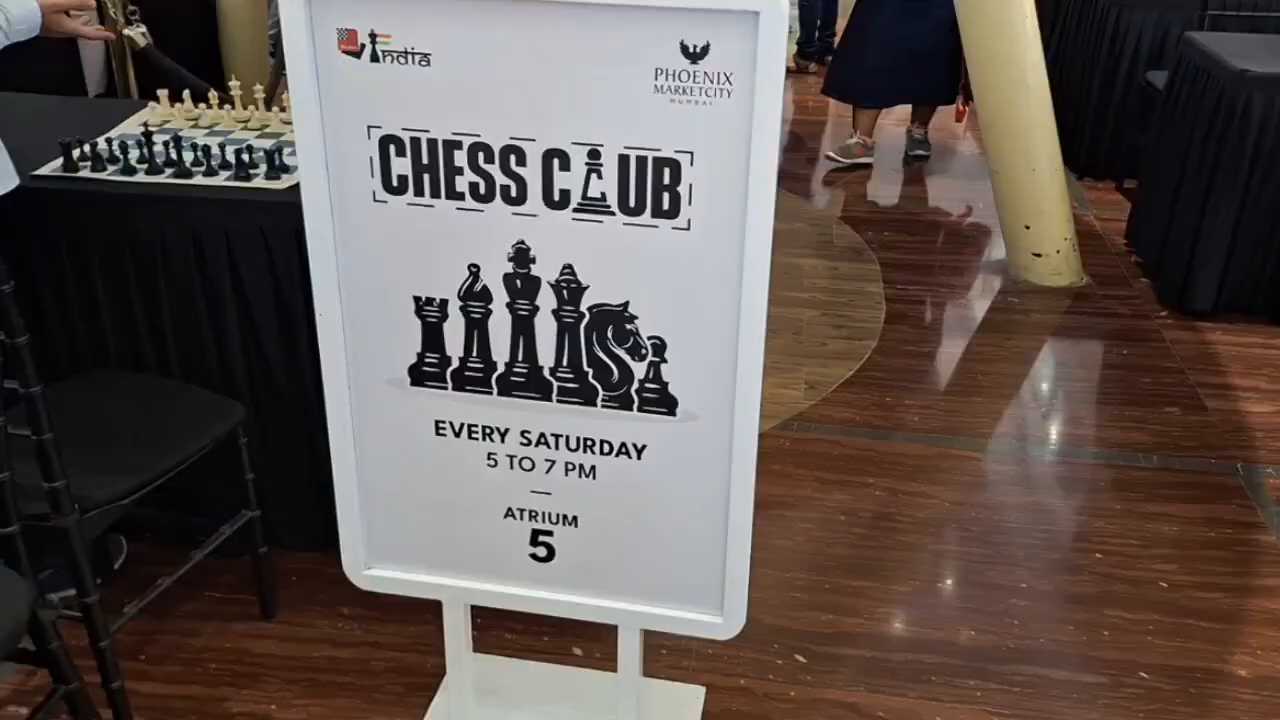 India
PHOENIX
MARKETCITY
MUMBAI
CHESS CLUB
EVERY SATURDAY
5 TO 7 PM
ATRIUM
5